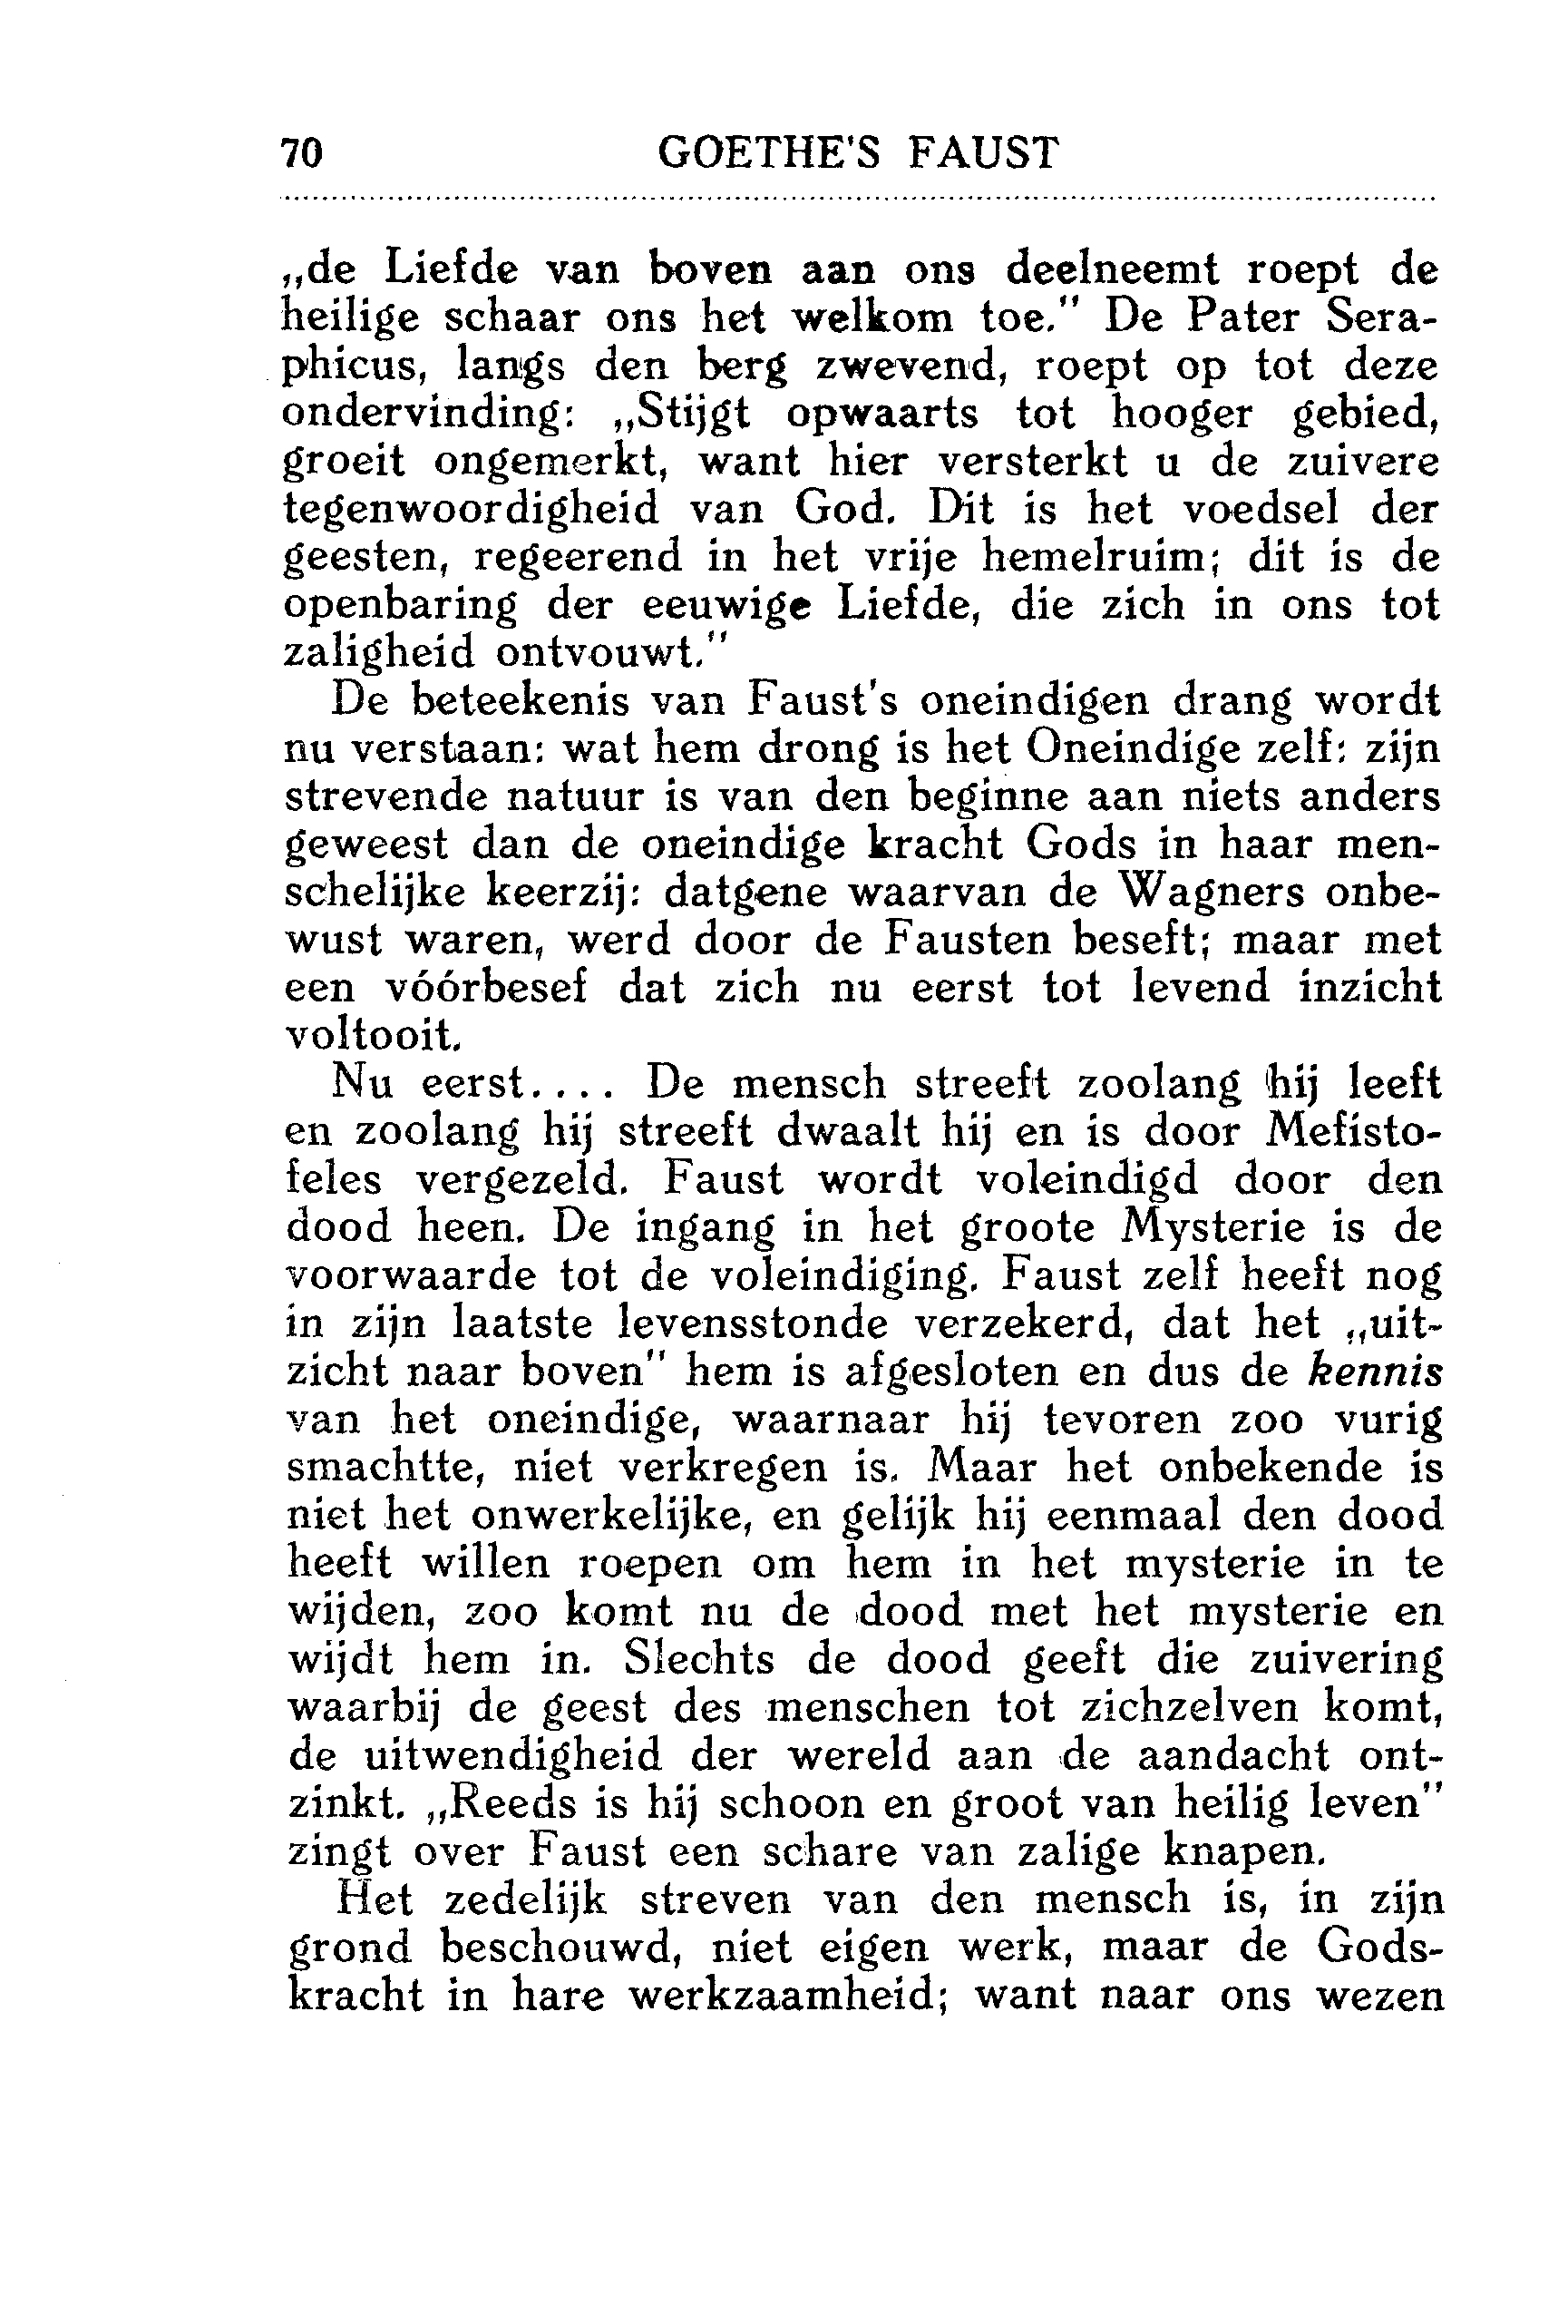 70 GOETHE'S FAUST
„de Liefde van boven aan ons deelneemt roept de
heilige schaar ons het welkom toe." De Pater Sera-
phicus, langs den berg zwevend, roept op tot deze
ondervinding: „Stijgt opwaarts tot hooger gebied,
groeit ongemerkt, want hier versterkt u de zuivere
tegenwoordigheid van God. Dit is het voedsel der
geesten, regeerend in het vrije hemelruim; dit is de
openbaring der eeuwige Liefde, die zich in ons tot
zaligheid ontvouwt."
De beteekenis van Faust's oneindigen drang wordt
nu verstaan: wat hem drong is het Oneindige zelf: zijn
strevende natuur is van den beginne aan niets anders
geweest dan de oneindige kracht Gods in haar men-
schelijke keerzij: datgene waarvan de Wagners onbe-
wust waren, werd door de Fausten beseft; maar met
een vóórbesef dat zich nu eerst tot levend inzicht
voltooit.
Nu eerst.... De mensch streeft zoolang hij leeft
en zoolang hij streeft dwaalt hij en is door Mefisto-
feles vergezeld. Faust wordt voleindigd door den
dood heen. De ingang in het groote Mysterie is de
voorwaarde tot de voleindiging. Faust zelf heeft nog
in zijn laatste levensstonde verzekerd, dat het „uit-
zicht naar boven" hem is afgesloten en dus de kennis
van het oneindige, waarnaar hij tevoren zoo vurig
smachtte, niet verkregen is. Maar het onbekende is
niet het onwerkelijke, en gelijk hij eenmaal den dood
heeft willen roepen om hem in het mysterie in te
wijden, zoo komt nu de dood met het mysterie en
wijdt hem in. Slechts de dood geeft die zuivering
waarbij de geest des menschen tot zichzelven komt,
de uitwendigheid der wereld aan de aandacht ont-
zinkt. „Reeds is hij schoon en groot van heilig leven"
zingt over Faust een schare van zalige knapen.
Het zedelijk streven van den mensch is, in zijn
grond beschouwd, niet eigen werk, maar de Gods-
kracht in hare werkzaamheid; want naar ons wezen